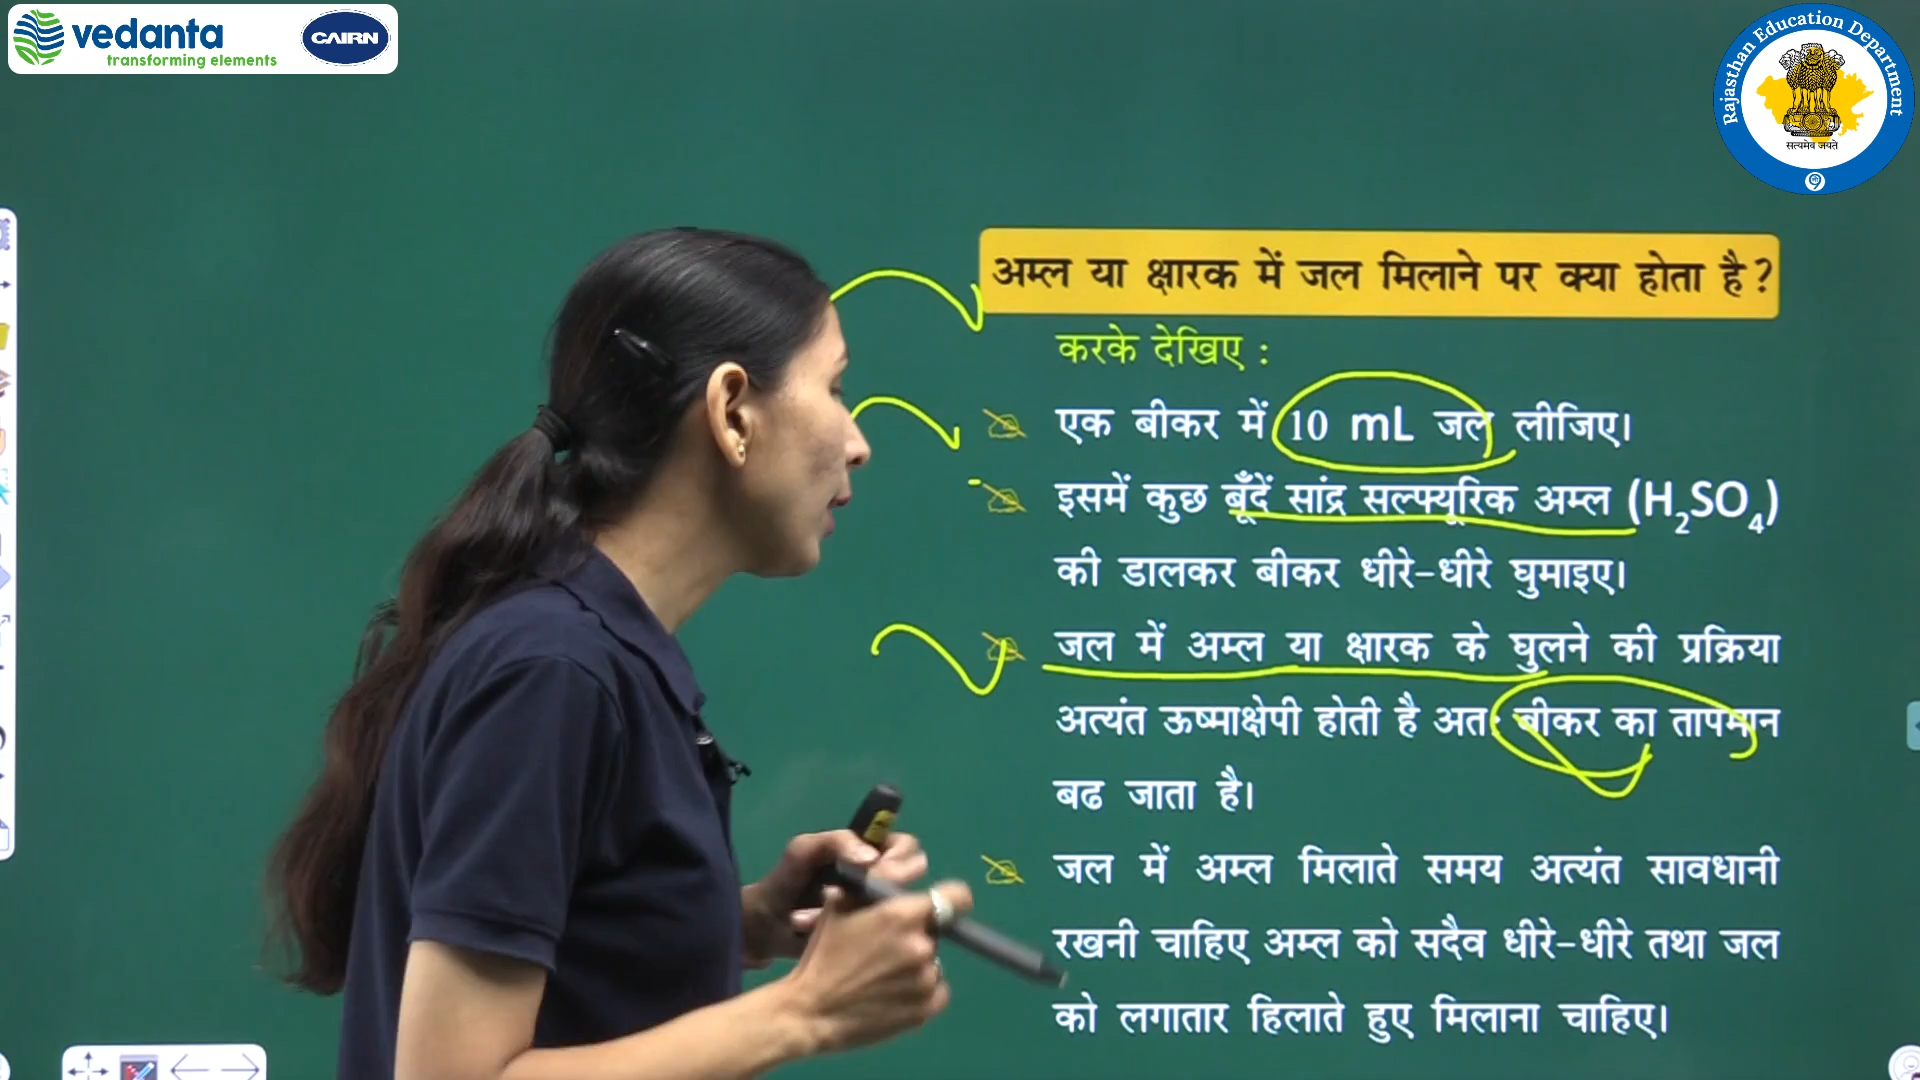 vedanta
transforming elements
CAIRN
Rajasthan Education Department
सत्यमेव जयते
अम्ल या क्षारक में जल मिलाने पर क्या होता है?
करके देखिए :
एक बीकर में 10 mL जल लीजिए।
इसमें कुछ बूँदें सांद्र सल्फ्यूरिक अम्ल (H₂SO₄)
की डालकर बीकर धीरे-धीरे घुमाइए।
जल में अम्ल या क्षारक के घुलने की प्रक्रिया
अत्यंत ऊष्माक्षेपी होती है अतः बीकर का तापमान
बढ जाता है।
जल में अम्ल मिलाते समय अत्यंत सावधानी
रखनी चाहिए अम्ल को सदैव धीरे-धीरे तथा जल
को लगातार हिलाते हुए मिलाना चाहिए।